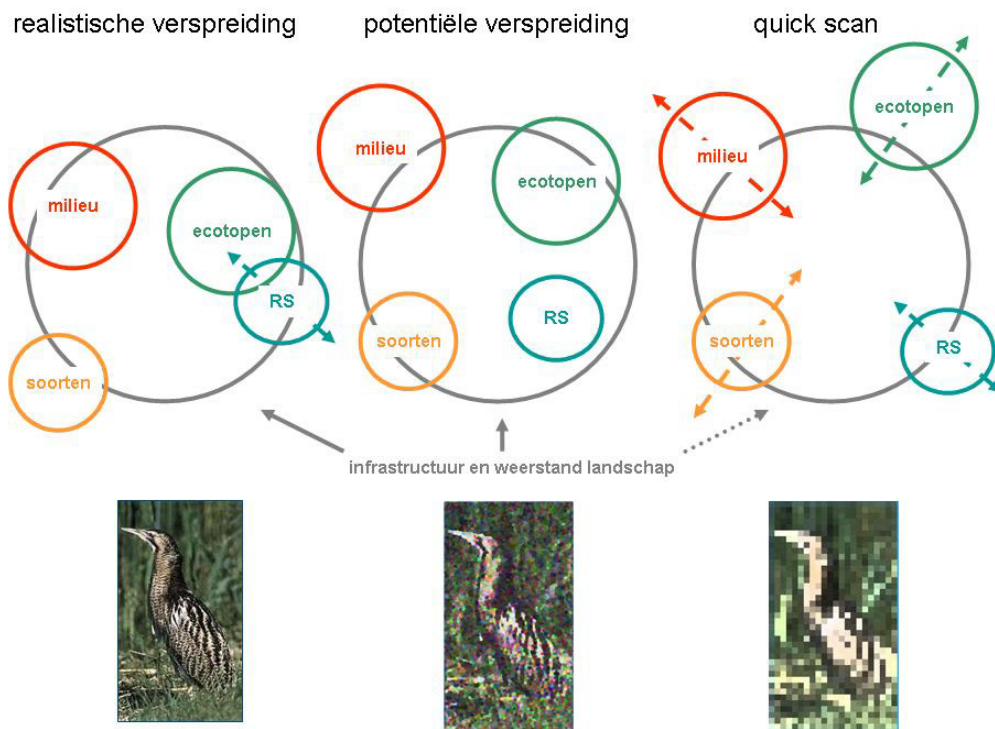 realistische verspreiding
potentiële verspreiding
quick scan
milieu
ecotopen
RS
soorten
milieu
ecotopen
RS
soorten
milieu
ecotopen
soorten
RS
infrastructuur en weerstand landschap